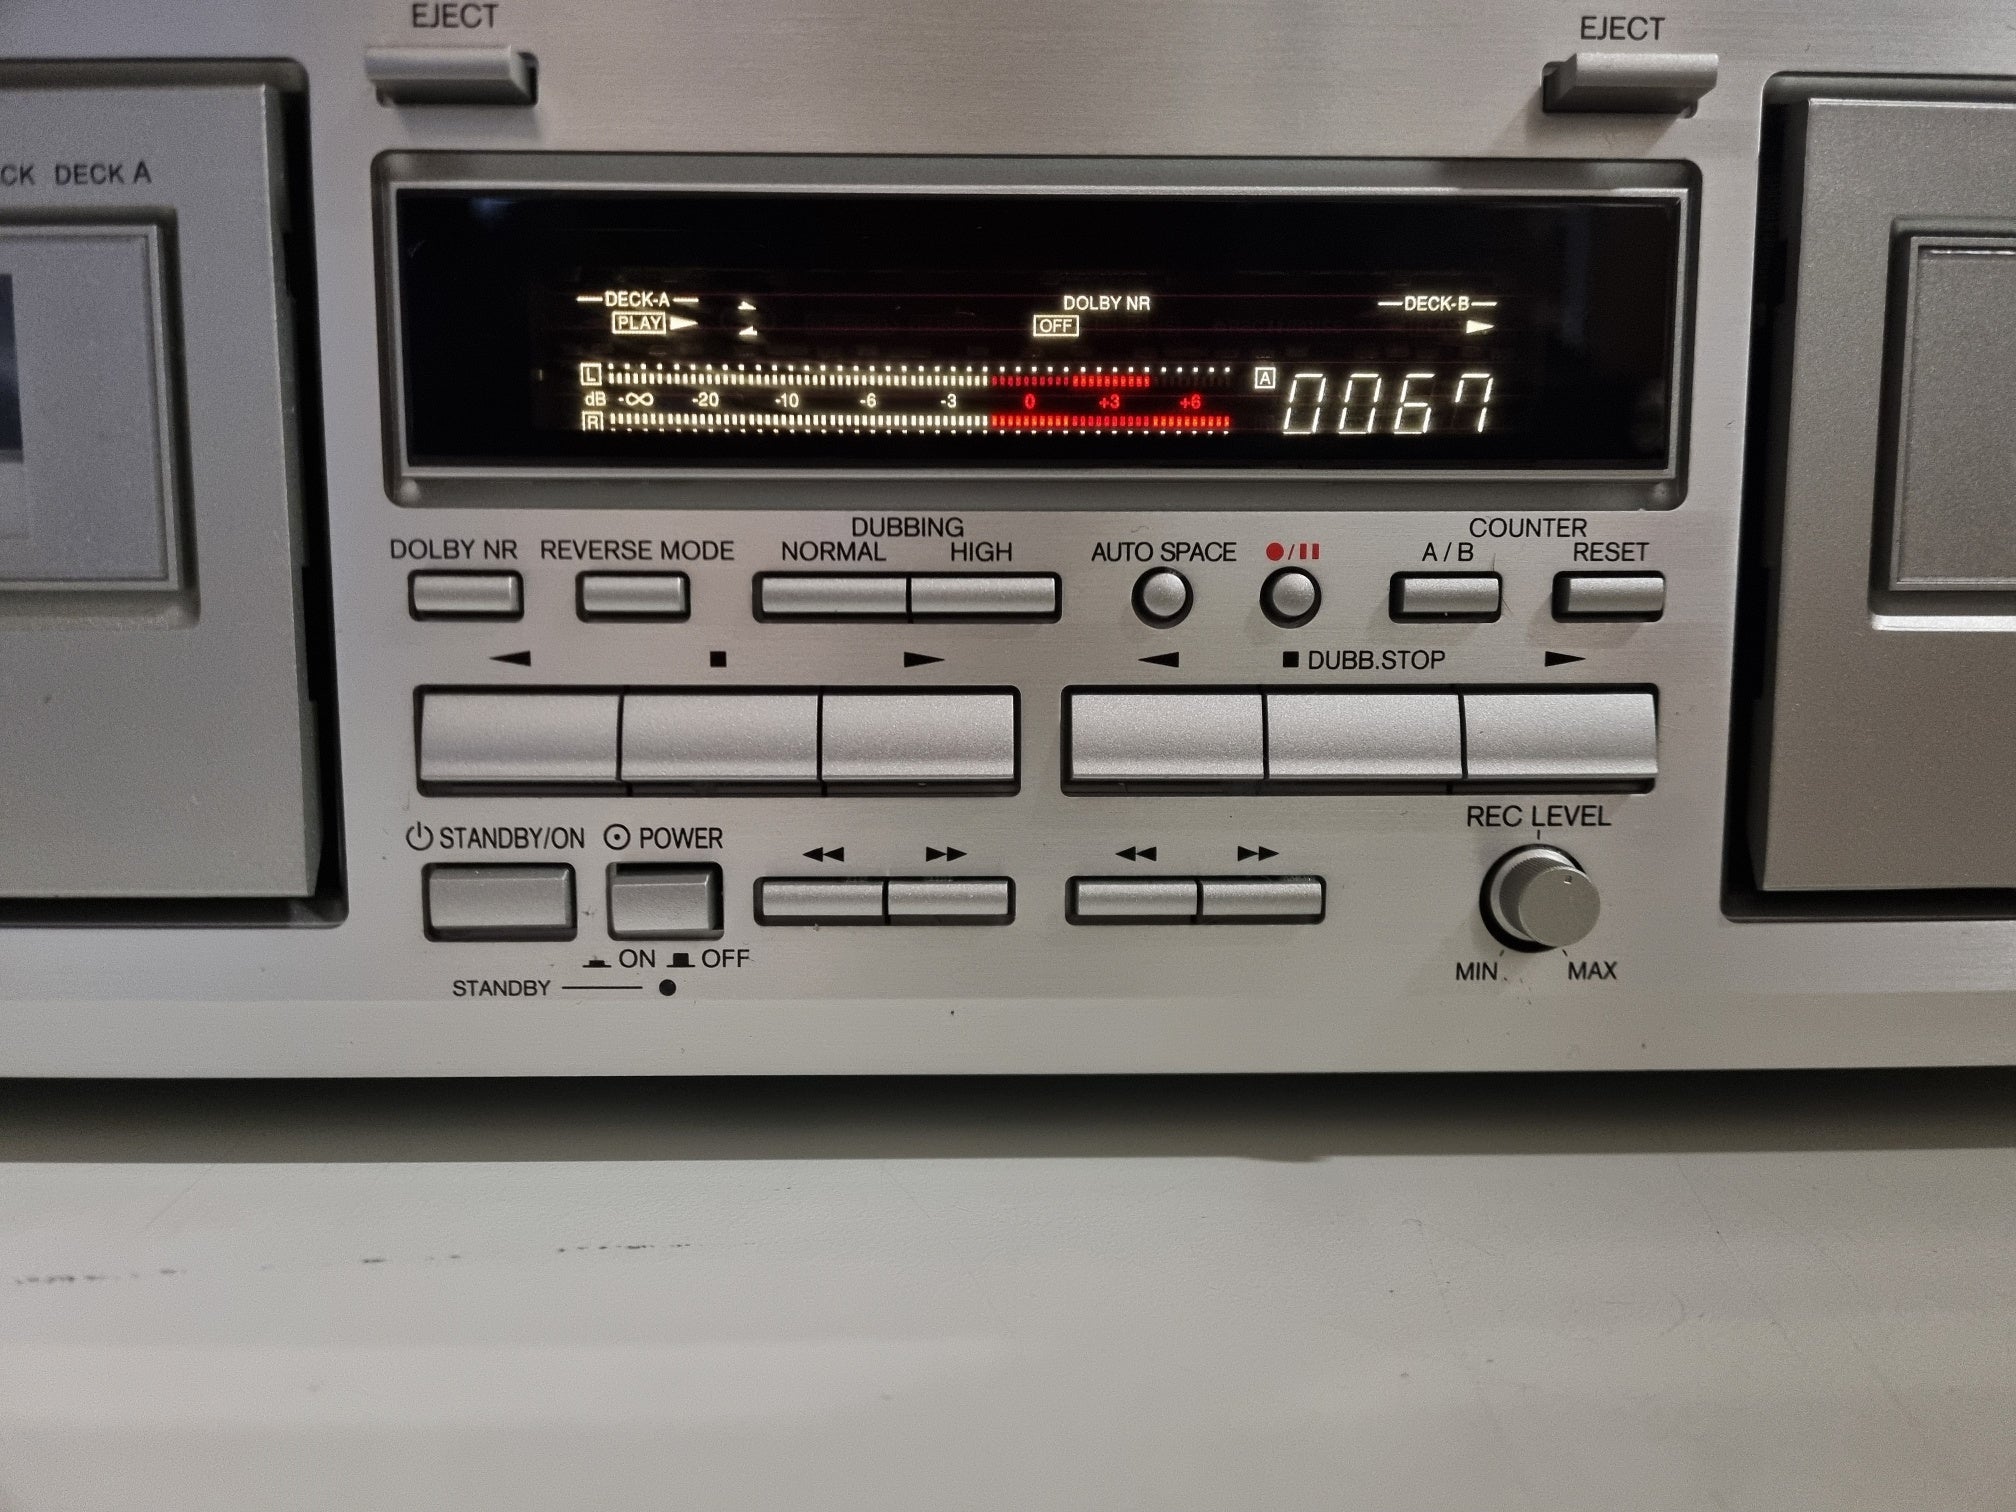 EJECT
EJECT
CK DECK A
DECK-A DOLBY NR DECK-B
PLAY OFF
L A 0067
dB -∞ -20 -10 -6 -3 0 +3 +6
R
DUBBING COUNTER
DOLBY NR REVERSE MODE NORMAL HIGH AUTO SPACE ●/❚❚ A / B RESET
◀ ■ ▶ ◀ ■ DUBB.STOP ▶
REC LEVEL
⏻ STANDBY/ON ⊙ POWER ◀◀ ▶▶ ◀◀ ▶▶
ON OFF MIN MAX
STANDBY